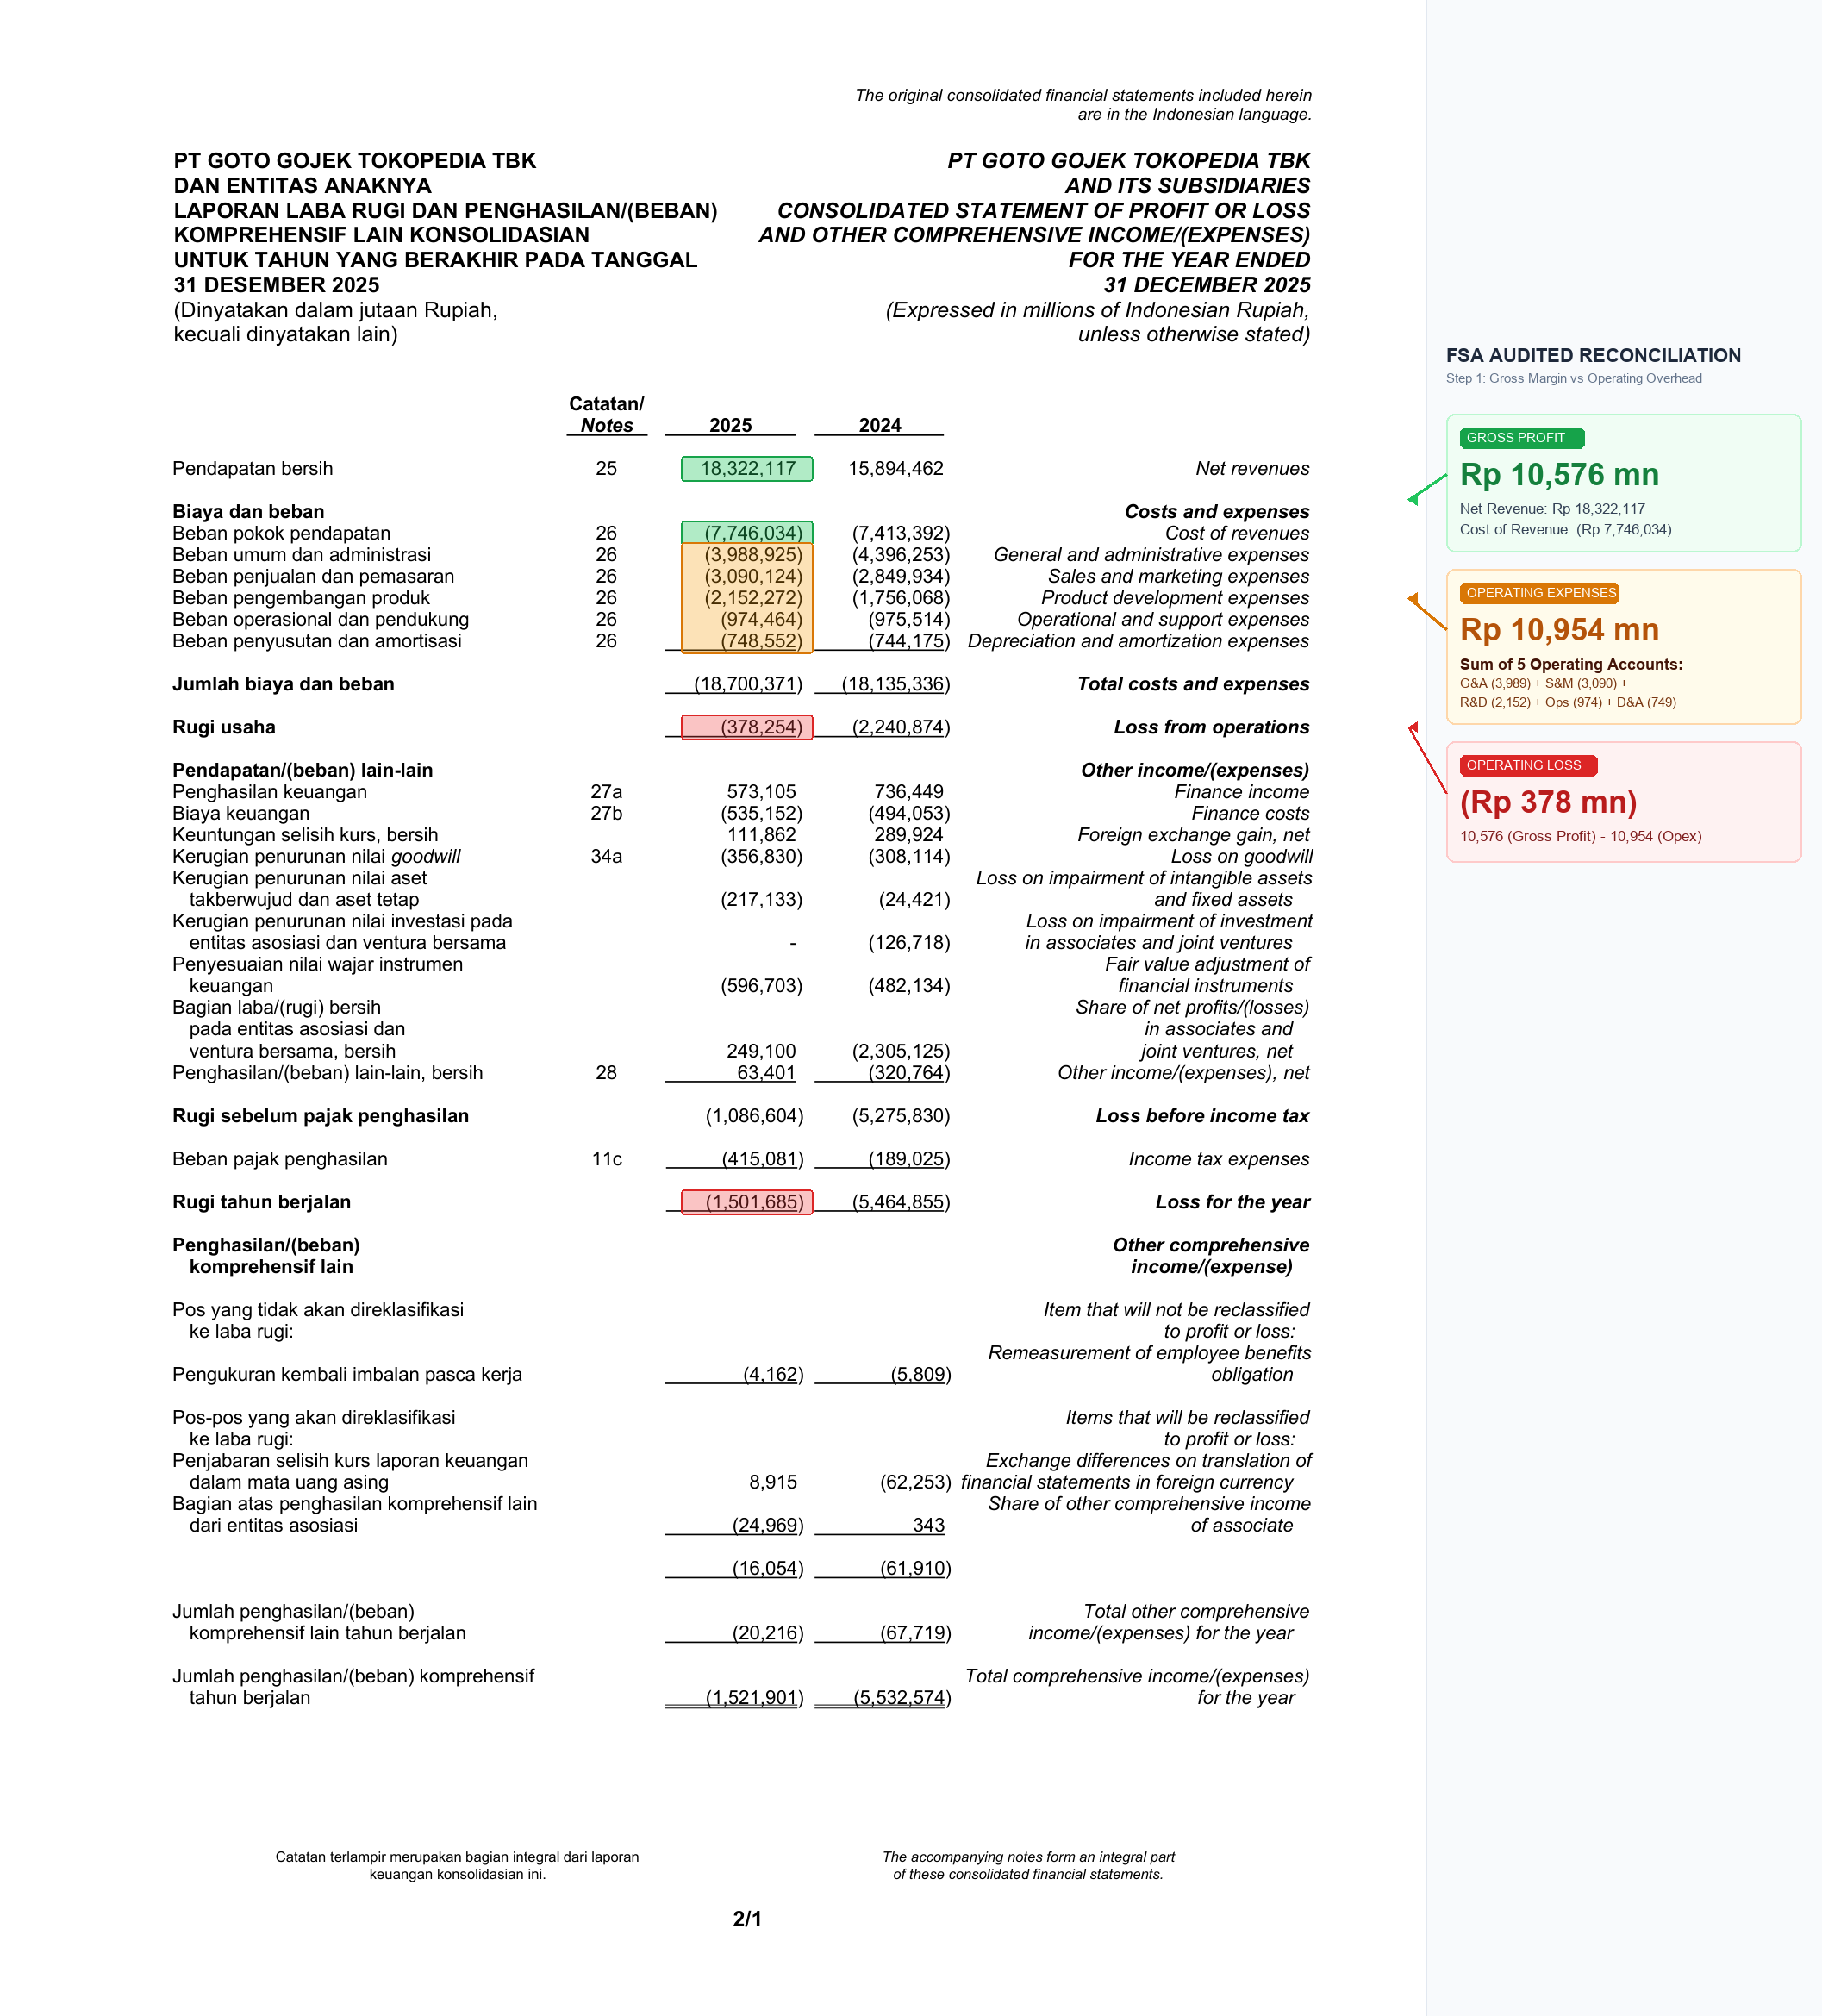 The original consolidated financial statements included herein
are in the Indonesian language.
PT GOTO GOJEK TOKOPEDIA TBK
DAN ENTITAS ANAKNYA
LAPORAN LABA RUGI DAN PENGHASILAN/(BEBAN)
KOMPREHENSIF LAIN KONSOLIDASIAN
UNTUK TAHUN YANG BERAKHIR PADA TANGGAL
31 DESEMBER 2025
(Dinyatakan dalam jutaan Rupiah,
kecuali dinyatakan lain)
PT GOTO GOJEK TOKOPEDIA TBK
AND ITS SUBSIDIARIES
CONSOLIDATED STATEMENT OF PROFIT OR LOSS
AND OTHER COMPREHENSIVE INCOME/(EXPENSES)
FOR THE YEAR ENDED
31 DECEMBER 2025
(Expressed in millions of Indonesian Rupiah,
unless otherwise stated)
Catatan/
Notes 2025 2024
Pendapatan bersih 25 18,322,117 15,894,462 Net revenues
Biaya dan beban Costs and expenses
Beban pokok pendapatan 26 (7,746,034) (7,413,392) Cost of revenues
Beban umum dan administrasi 26 (3,988,925) (4,396,253) General and administrative expenses
Beban penjualan dan pemasaran 26 (3,090,124) (2,849,934) Sales and marketing expenses
Beban pengembangan produk 26 (2,152,272) (1,756,068) Product development expenses
Beban operasional dan pendukung 26 (974,464) (975,514) Operational and support expenses
Beban penyusutan dan amortisasi 26 (748,552) (744,175) Depreciation and amortization expenses
Jumlah biaya dan beban (18,700,371) (18,135,336) Total costs and expenses
Rugi usaha (378,254) (2,240,874) Loss from operations
Pendapatan/(beban) lain-lain Other income/(expenses)
Penghasilan keuangan 27a 573,105 736,449 Finance income
Biaya keuangan 27b (535,152) (494,053) Finance costs
Keuntungan selisih kurs, bersih 111,862 289,924 Foreign exchange gain, net
Kerugian penurunan nilai goodwill 34a (356,830) (308,114) Loss on goodwill
Kerugian penurunan nilai aset Loss on impairment of intangible assets
takberwujud dan aset tetap (217,133) (24,421) and fixed assets
Kerugian penurunan nilai investasi pada Loss on impairment of investment
entitas asosiasi dan ventura bersama - (126,718) in associates and joint ventures
Penyesuaian nilai wajar instrumen Fair value adjustment of
keuangan (596,703) (482,134) financial instruments
Bagian laba/(rugi) bersih Share of net profits/(losses)
pada entitas asosiasi dan in associates and
ventura bersama, bersih 249,100 (2,305,125) joint ventures, net
Penghasilan/(beban) lain-lain, bersih 28 63,401 (320,764) Other income/(expenses), net
Rugi sebelum pajak penghasilan (1,086,604) (5,275,830) Loss before income tax
Beban pajak penghasilan 11c (415,081) (189,025) Income tax expenses
Rugi tahun berjalan (1,501,685) (5,464,855) Loss for the year
Penghasilan/(beban) Other comprehensive
komprehensif lain income/(expense)
Pos yang tidak akan direklasifikasi Item that will not be reclassified
ke laba rugi: to profit or loss:
Remeasurement of employee benefits
Pengukuran kembali imbalan pasca kerja (4,162) (5,809) obligation
Pos-pos yang akan direklasifikasi Items that will be reclassified
ke laba rugi: to profit or loss:
Penjabaran selisih kurs laporan keuangan Exchange differences on translation of
dalam mata uang asing 8,915 (62,253) financial statements in foreign currency
Bagian atas penghasilan komprehensif lain Share of other comprehensive income
dari entitas asosiasi (24,969) 343 of associate
(16,054) (61,910)
Jumlah penghasilan/(beban) Total other comprehensive
komprehensif lain tahun berjalan (20,216) (67,719) income/(expenses) for the year
Jumlah penghasilan/(beban) komprehensif Total comprehensive income/(expenses)
tahun berjalan (1,521,901) (5,532,574) for the year
Catatan terlampir merupakan bagian integral dari laporan
keuangan konsolidasian ini.
The accompanying notes form an integral part
of these consolidated financial statements.
2/1
FSA AUDITED RECONCILIATION
Step 1: Gross Margin vs Operating Overhead
GROSS PROFIT
Rp 10,576 mn
Net Revenue: Rp 18,322,117
Cost of Revenue: (Rp 7,746,034)
OPERATING EXPENSES
Rp 10,954 mn
Sum of 5 Operating Accounts:
G&A (3,989) + S&M (3,090) +
R&D (2,152) + Ops (974) + D&A (749)
OPERATING LOSS
(Rp 378 mn)
10,576 (Gross Profit) - 10,954 (Opex)